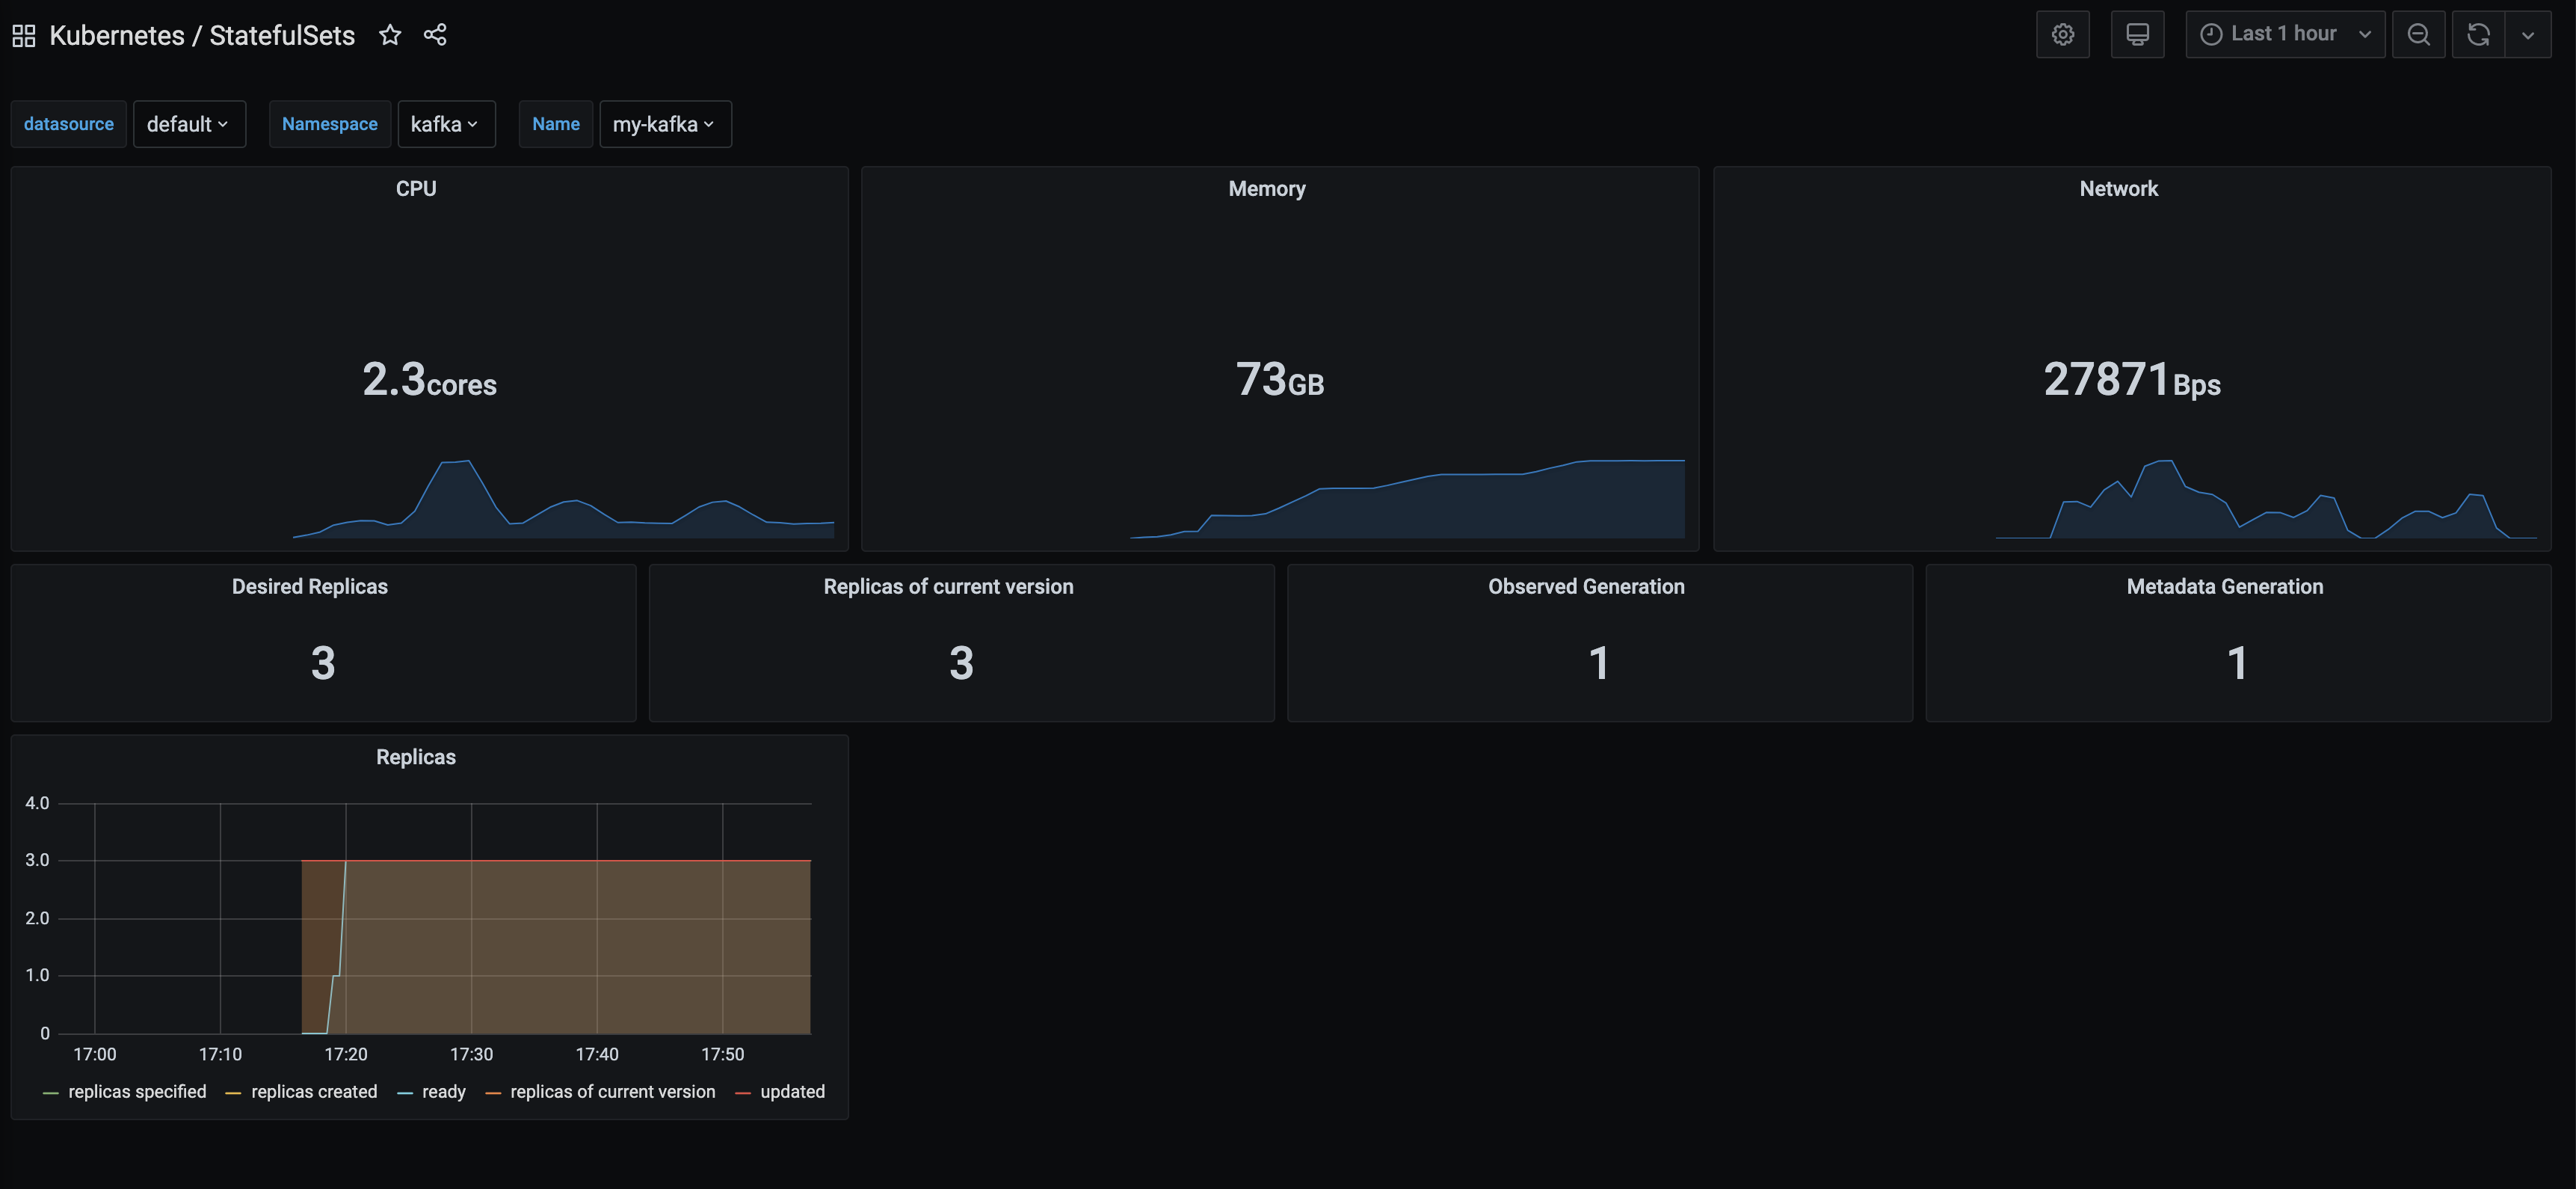 Kubernetes / StatefulSets
Last 1 hour
datasource default Namespace kafka Name my-kafka
CPU
2.3cores
Memory
73GB
Network
27871Bps
Desired Replicas
3
Replicas of current version
3
Observed Generation
1
Metadata Generation
1
Replicas
4.0
3.0
2.0
1.0
0
17:00 17:10 17:20 17:30 17:40 17:50
replicas specified replicas created ready replicas of current version updated